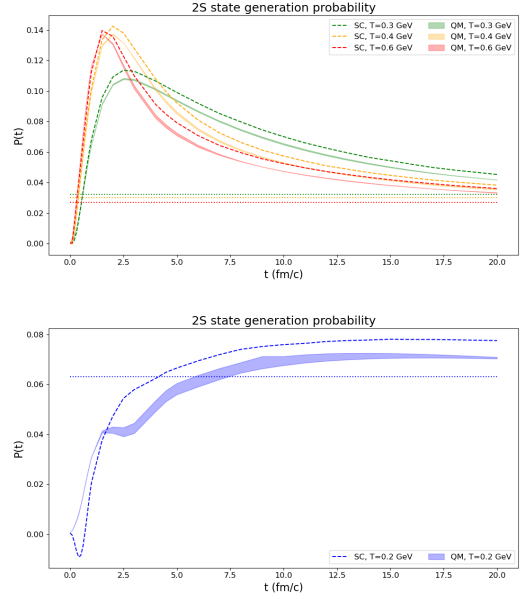 2S state generation probability
SC, T=0.3 GeV
SC, T=0.4 GeV
SC, T=0.6 GeV
QM, T=0.3 GeV
QM, T=0.4 GeV
QM, T=0.6 GeV
P(t)
0.14
0.12
0.10
0.08
0.06
0.04
0.02
0.00
0.0 2.5 5.0 7.5 10.0 12.5 15.0 17.5 20.0
t (fm/c)
2S state generation probability
P(t)
0.08
0.06
0.04
0.02
0.00
SC, T=0.2 GeV
QM, T=0.2 GeV
0.0 2.5 5.0 7.5 10.0 12.5 15.0 17.5 20.0
t (fm/c)